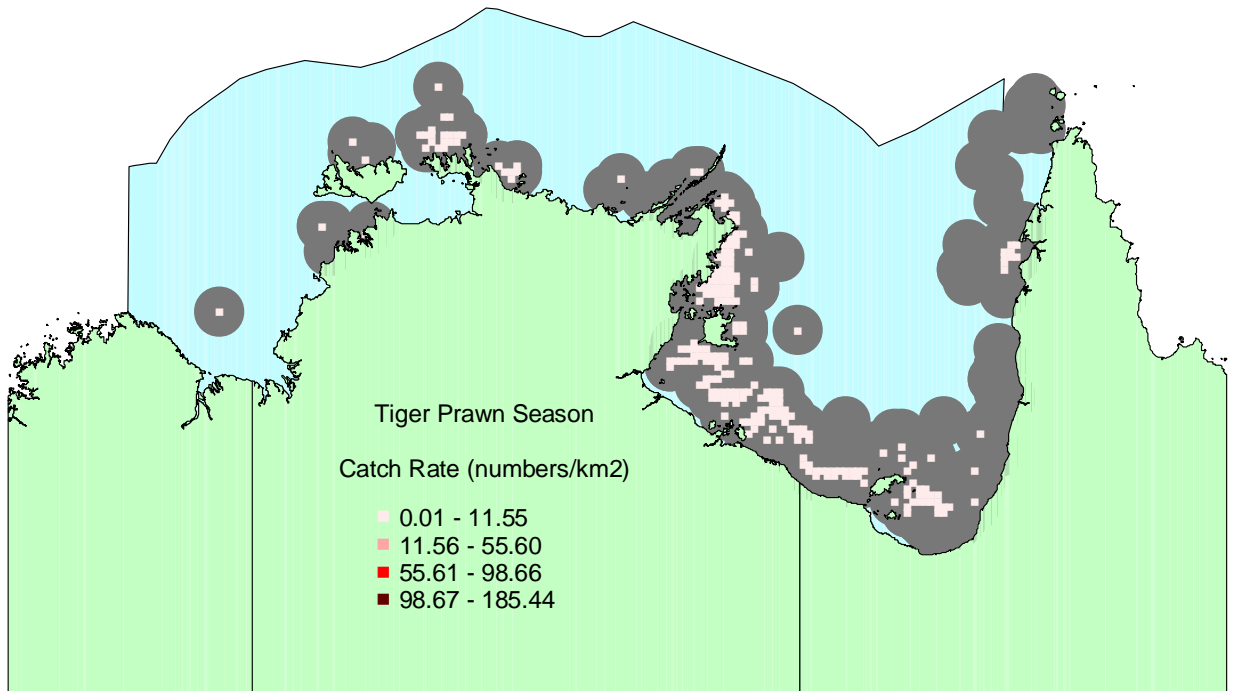 Tiger Prawn Season
Catch Rate (numbers/km2)
0.01 - 11.55
11.56 - 55.60
55.61 - 98.66
98.67 - 185.44